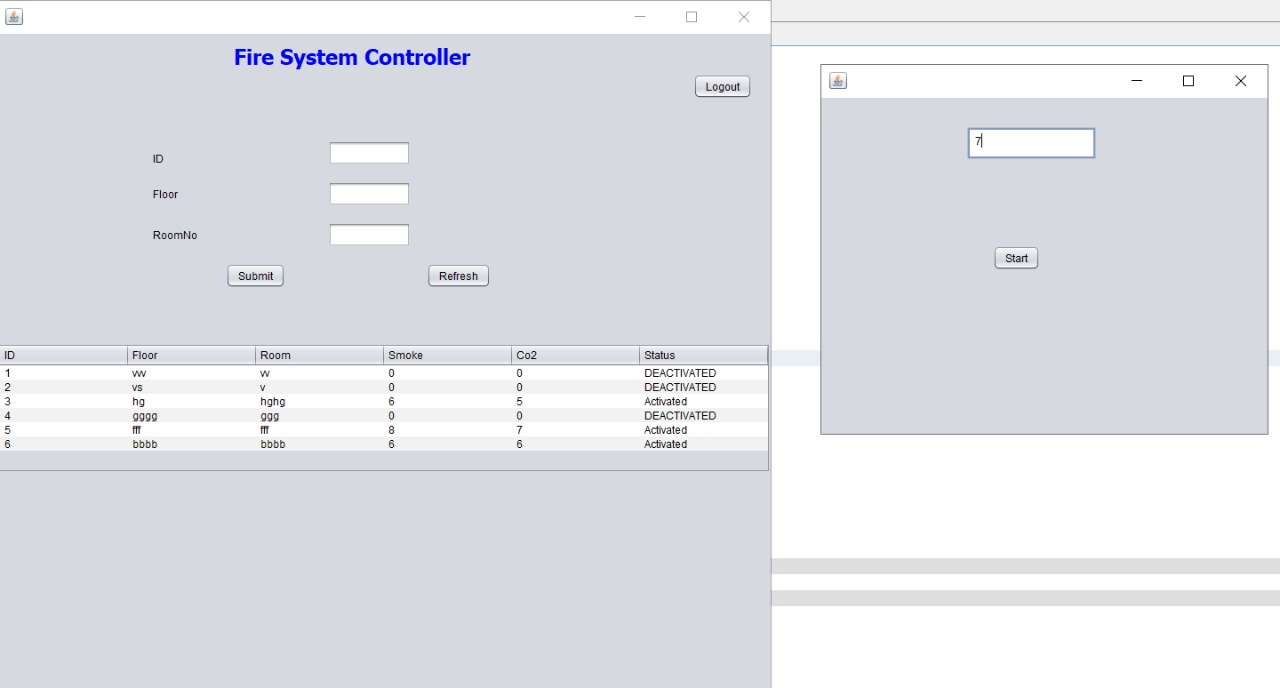 Fire System Controller
Logout
ID
Floor
RoomNo
Submit Refresh
ID Floor Room Smoke Co2 Status
1 vvv vv 0 0 DEACTIVATED
2 vs v 0 0 DEACTIVATED
3 hg hghg 6 5 Activated
4 gggg ggg 0 0 DEACTIVATED
5 fff fff 8 7 Activated
6 bbbb bbbb 6 6 Activated
7
Start